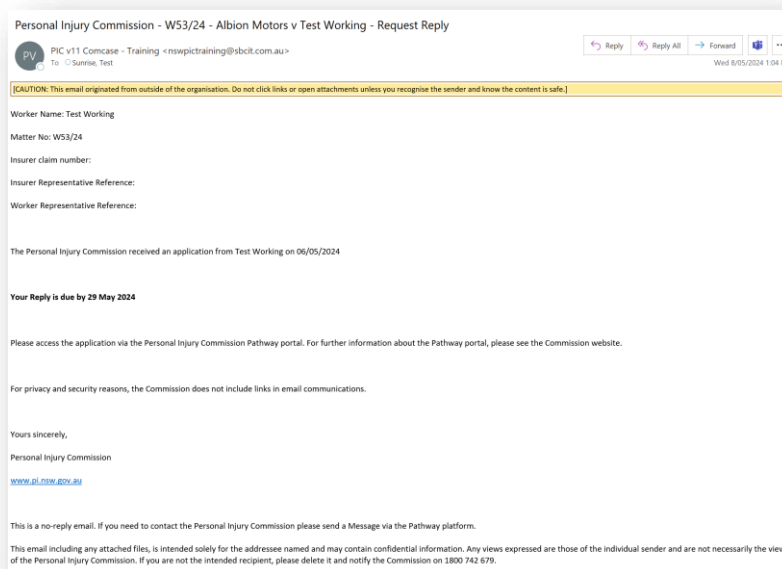 Personal Injury Commission - W53/24 - Albion Motors v Test Working - Request Reply
PV
PIC v11 Comcase - Training <nswpictraining@sbcit.com.au>
To Sunrise, Test
Reply Reply All Forward
Wed 8/05/2024 1:04
[CAUTION: This email originated from outside of the organisation. Do not click links or open attachments unless you recognise the sender and know the content is safe.]
Worker Name: Test Working
Matter No: W53/24
Insurer claim number:
Insurer Representative Reference:
Worker Representative Reference:
The Personal Injury Commission received an application from Test Working on 06/05/2024
Your Reply is due by 29 May 2024
Please access the application via the Personal Injury Commission Pathway portal. For further information about the Pathway portal, please see the Commission website.
For privacy and security reasons, the Commission does not include links in email communications.
Yours sincerely,
Personal Injury Commission
www.pi.nsw.gov.au
This is a no-reply email. If you need to contact the Personal Injury Commission please send a Message via the Pathway platform.
This email including any attached files, is intended solely for the addressee named and may contain confidential information. Any views expressed are those of the individual sender and are not necessarily the view
of the Personal Injury Commission. If you are not the intended recipient, please delete it and notify the Commission on 1800 742 679.